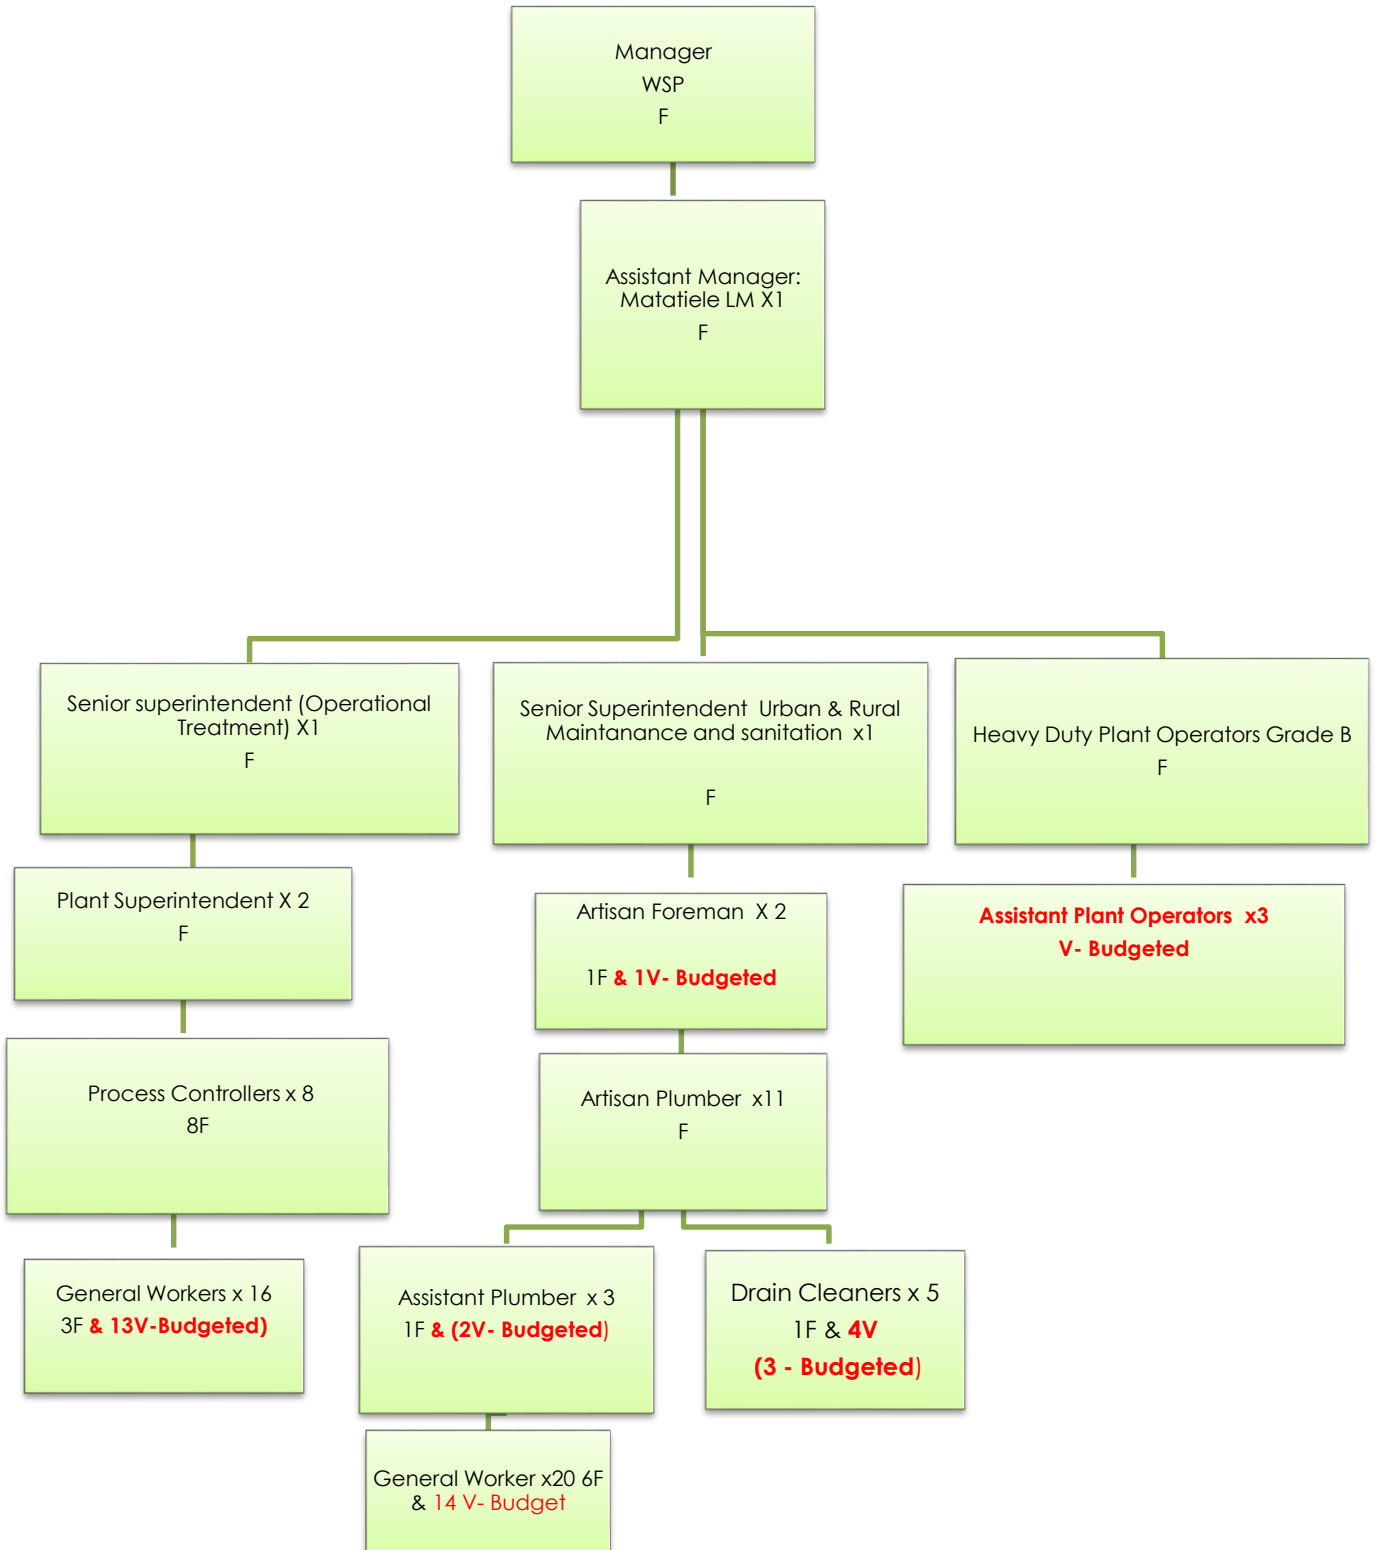 Manager
WSP
F
Assistant Manager:
Matatiele LM X1
F
Senior superintendent (Operational
Treatment) X1
F
Senior Superintendent  Urban & Rural
Maintanance and sanitation  x1
F
Heavy Duty Plant Operators Grade B
F
Plant Superintendent X 2
F
Artisan Foreman  X 2
1F & 1V- Budgeted
Assistant Plant Operators  x3
V- Budgeted
Process Controllers x 8
8F
Artisan Plumber  x11
F
General Workers x 16
3F & 13V-Budgeted)
Assistant Plumber  x 3
1F & (2V- Budgeted)
Drain Cleaners x 5
1F & 4V
(3 - Budgeted)
General Worker x20 6F
& 14 V- Budget